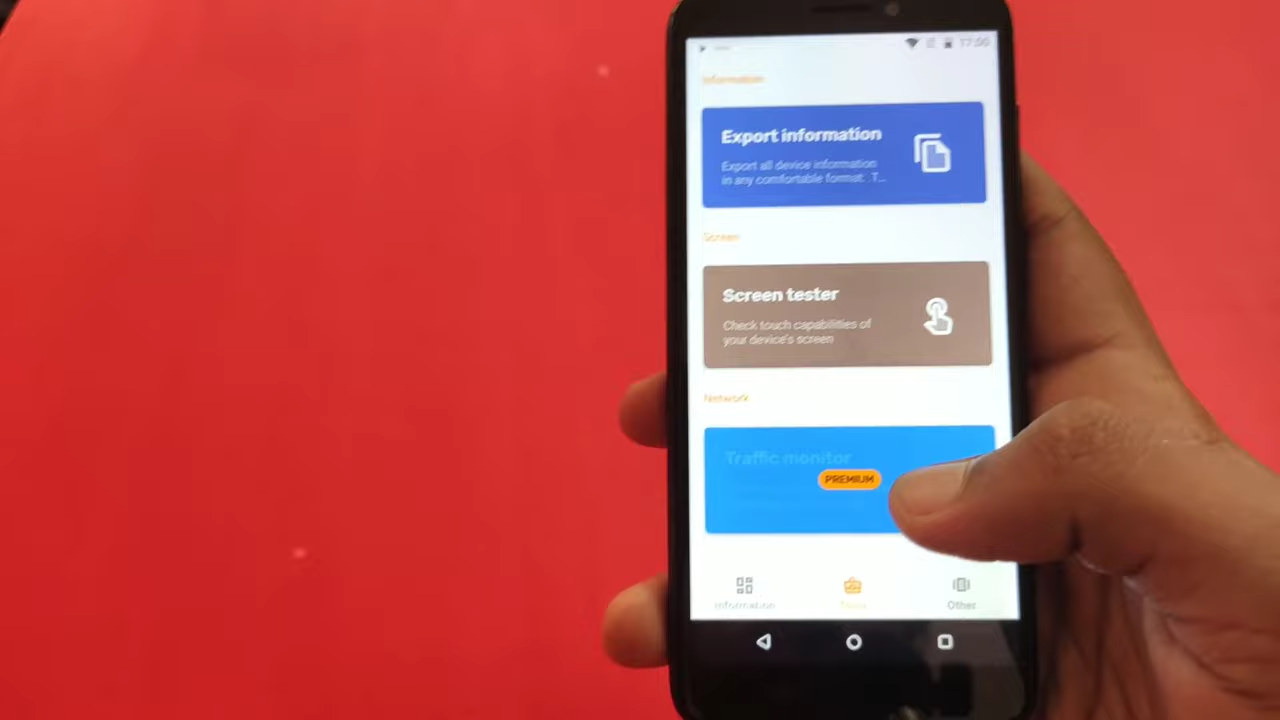 17:00
Information
Export information
Export all device information
in any comfortable format: T...
Screen
Screen tester
Check touch capabilities of
your device's screen
Network
Traffic monitor
PREMIUM
Information
Other